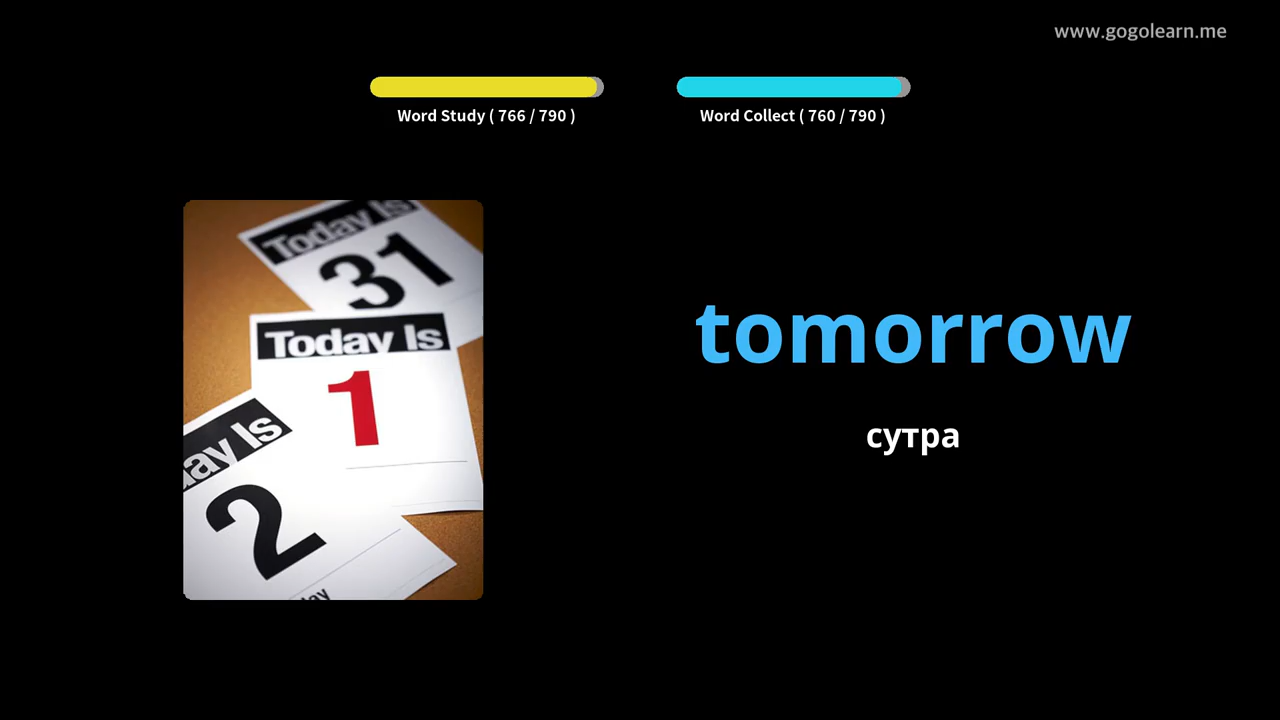 www.gogolearn.me
Word Study ( 766 / 790 )
Word Collect ( 760 / 790 )
Today Is
31
Today Is
1
tomorrow
сутра
ay Is
2
ay